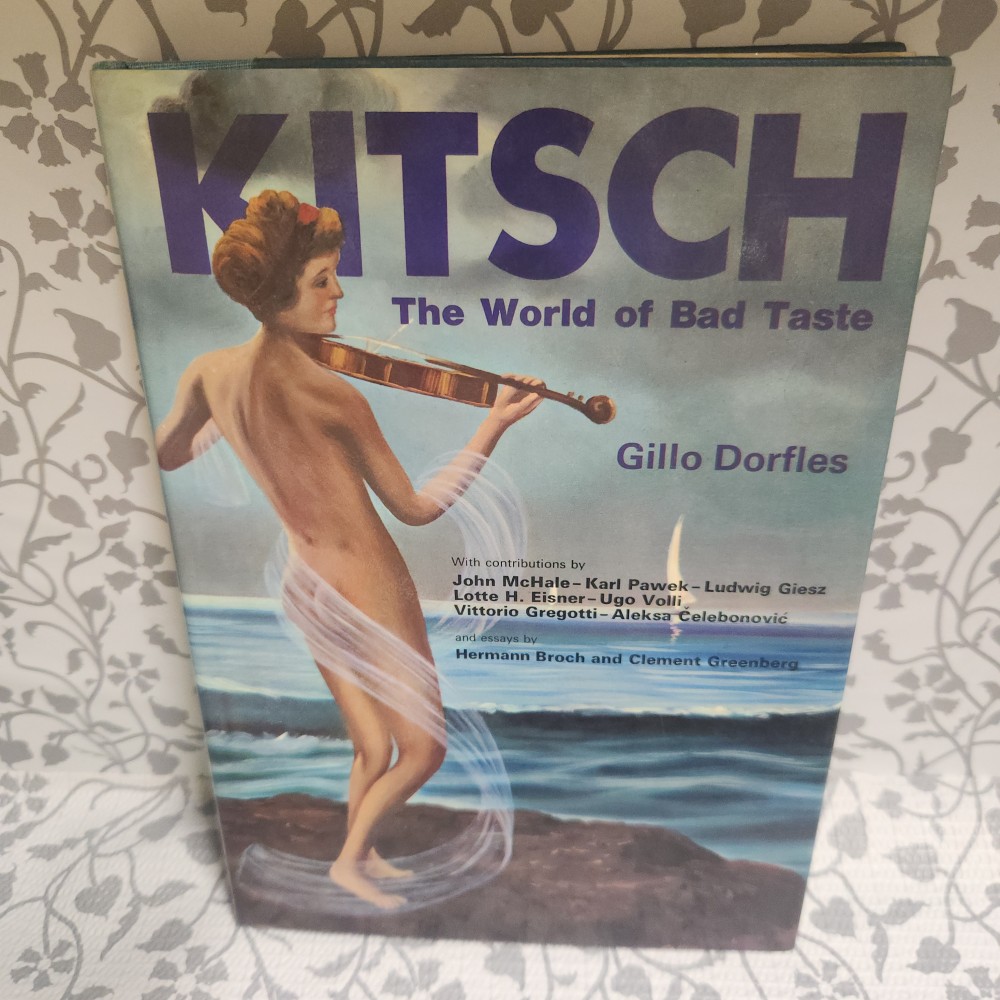 KITSCH
The World of Bad Taste
Gillo Dorfles
With contributions by
John McHale – Karl Pawek – Ludwig Giesz
Lotte H. Eisner – Ugo Volli
Vittorio Gregotti – Aleksa Čelebonović
and essays by
Hermann Broch and Clement Greenberg